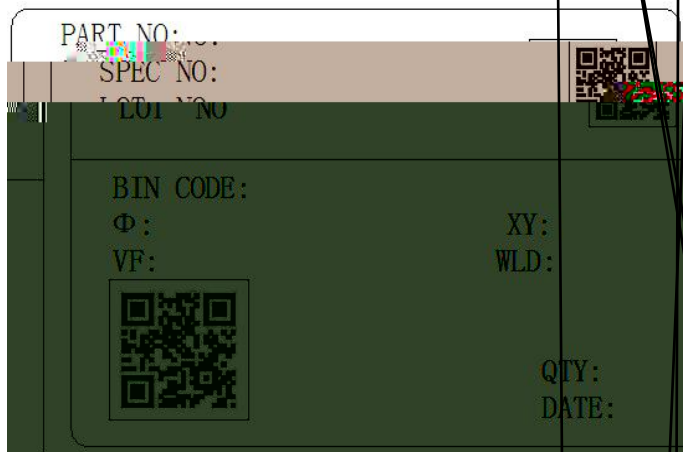 PART NO:
SPEC NO:
BIN CODE:
Φ: XY:
VF: WLD:
QTY:
DATE: